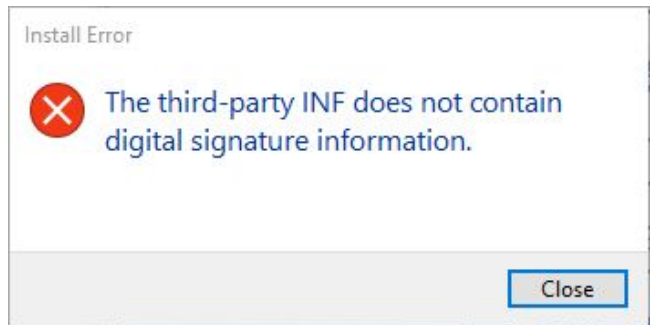 Install Error
The third-party INF does not contain
digital signature information.
Close